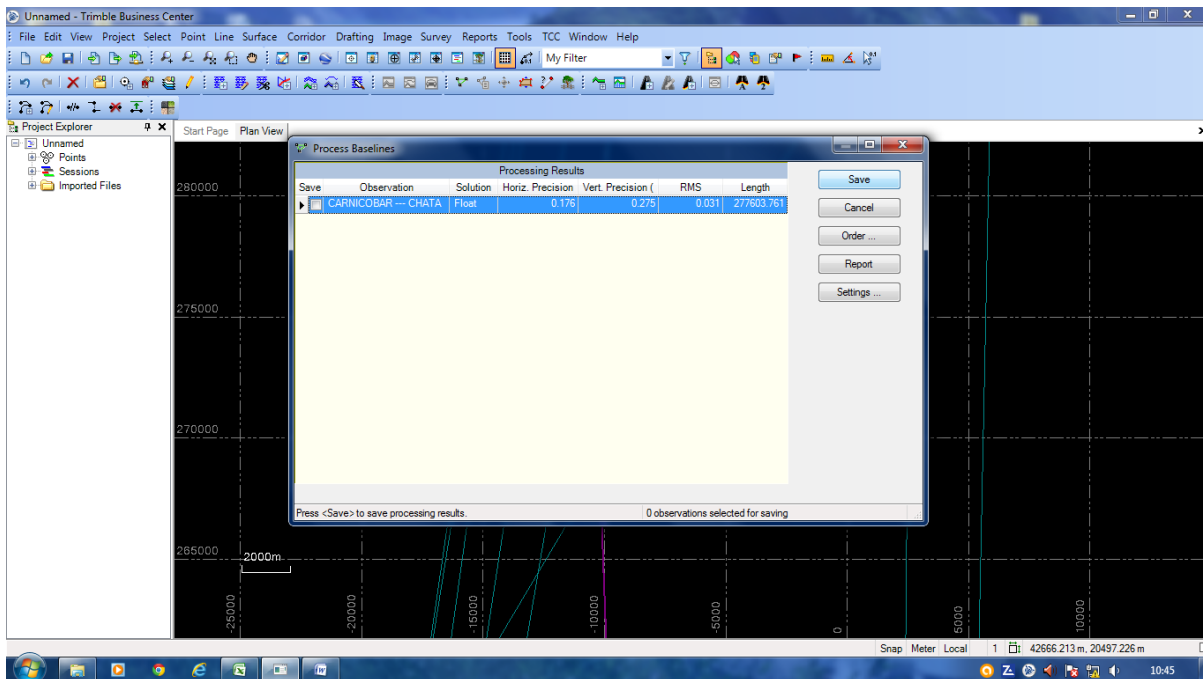 Unnamed - Trimble Business Center
File Edit View Project Select Point Line Surface Corridor Drafting Image Survey Reports Tools TCC Window Help
My Filter
Project Explorer
Start Page Plan View
Unnamed
Points
Sessions
Imported Files
Process Baselines
Processing Results
Save Observation Solution Horiz. Precision Vert. Precision ( RMS Length
CARNICOBAR --- CHATA Float 0.176 0.275 0.031 277603.761
Save
Cancel
Order ...
Report
Settings ...
Press <Save> to save processing results. 0 observations selected for saving
280000
275000
270000
265000
2000m
-25000
-20000
-15000
-10000
-5000
0
5000
10000
Snap Meter Local 1 42666.213 m, 20497.226 m
10:45